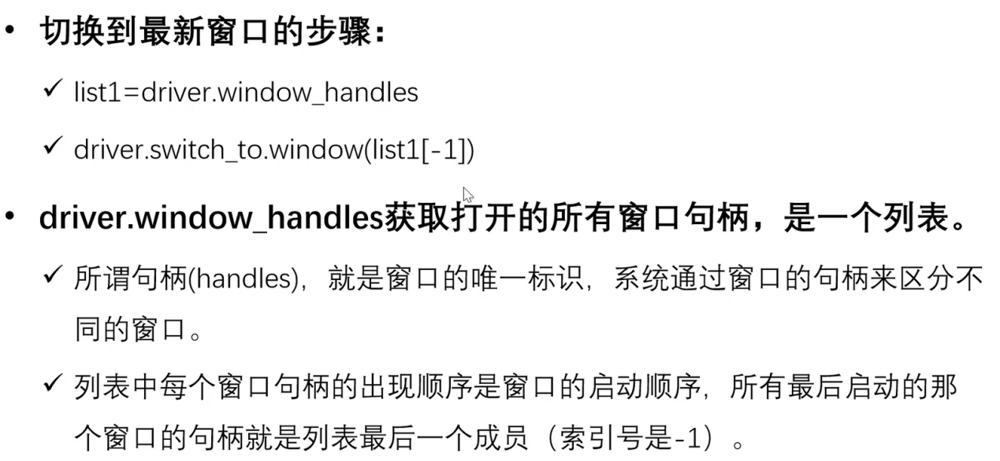 • 切换到最新窗口的步骤：
✓ list1=driver.window_handles
✓ driver.switch_to.window(list1[-1])
• driver.window_handles获取打开的所有窗口句柄，是一个列表。
✓ 所谓句柄(handles)，就是窗口的唯一标识，系统通过窗口的句柄来区分不
同的窗口。
✓ 列表中每个窗口句柄的出现顺序是窗口的启动顺序，所有最后启动的那
个窗口的句柄就是列表最后一个成员（索引号是-1）。